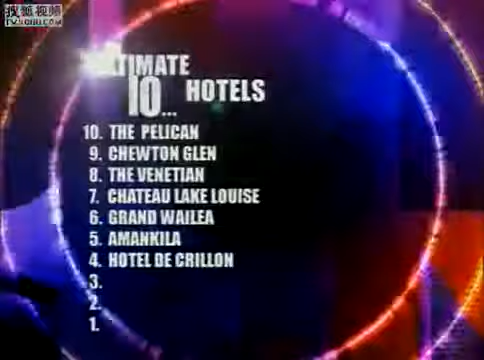 搜狐视频
TV.SOHU.COM
TIMATE
10... HOTELS
10. THE PELICAN
9. CHEWTON GLEN
8. THE VENETIAN
7. CHATEAU LAKE LOUISE
6. GRAND WAILEA
5. AMANKILA
4. HOTEL DE CRILLON
3.
2.
1.